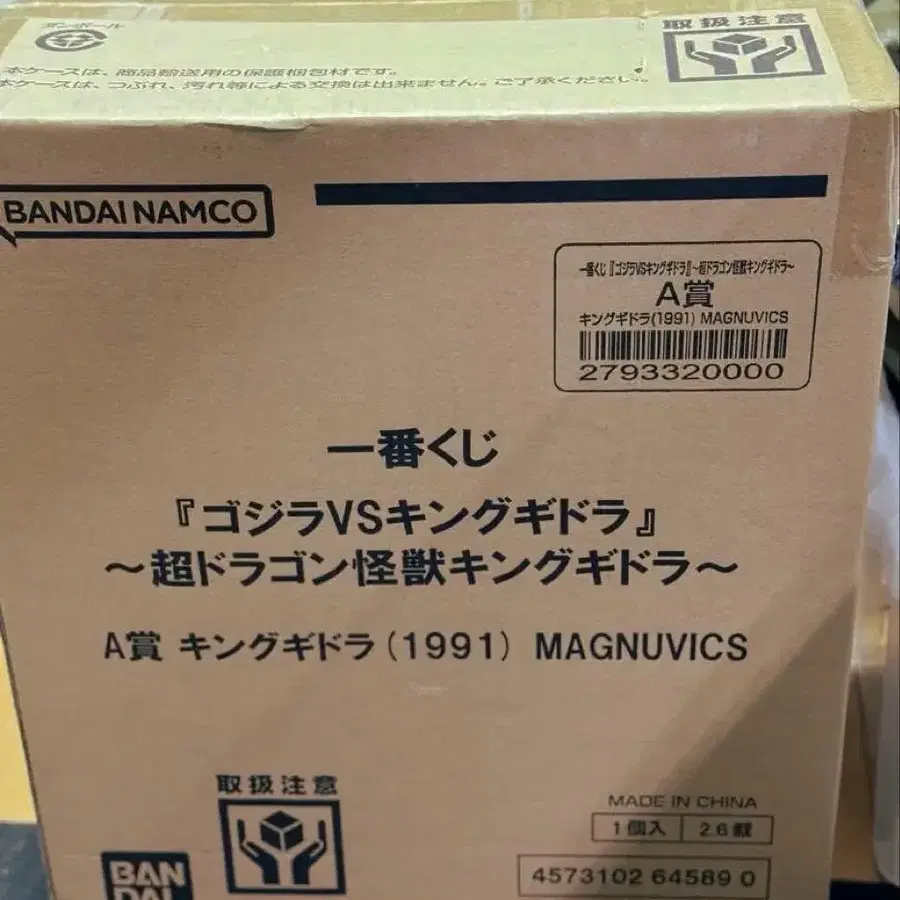 ダンボール
取扱注意
本ケースは、商品輸送用の保護梱包材です。
本ケースは、つぶれ、汚れ等による交換は出来ません。ご了承ください。
BANDAI NAMCO
一番くじ『ゴジラVSキングギドラ』~超ドラゴン怪獣キングギドラ~
A賞
キングギドラ(1991) MAGNUVICS
2793320000
一番くじ
『ゴジラVSキングギドラ』
~超ドラゴン怪獣キングギドラ~
A賞 キングギドラ(1991) MAGNUVICS
取扱注意
MADE IN CHINA
1個入 2.6
4573102 64589 0
BAN
DAI